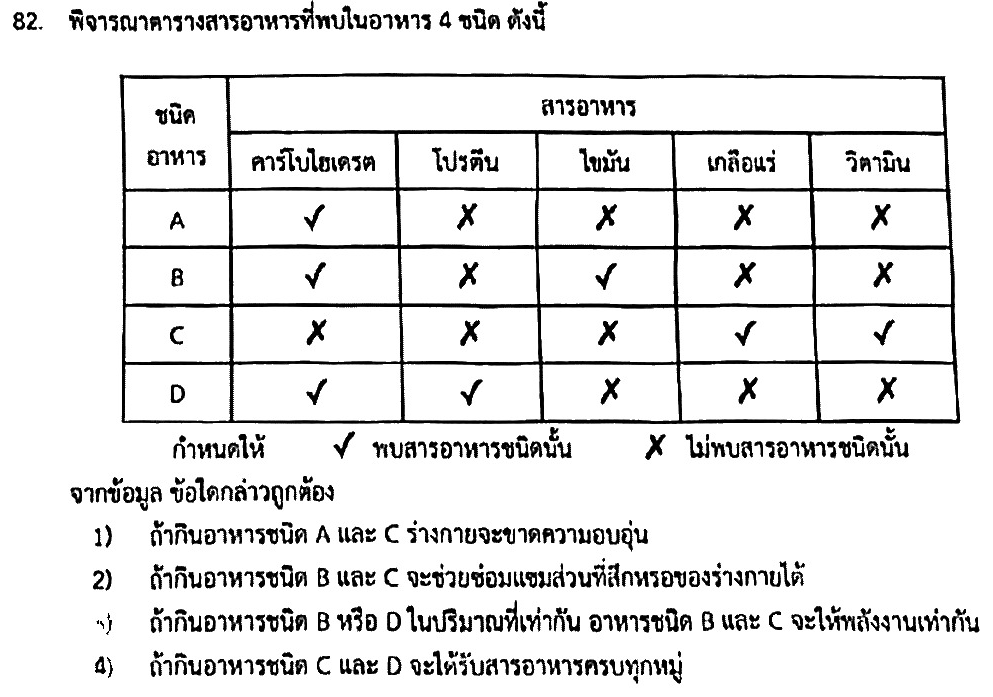 82. พิจารณาตารางสารอาหารที่พบในอาหาร 4 ชนิด ดังนี้
ชนิดอาหาร สารอาหาร
คาร์โบไฮเดรต โปรตีน ไขมัน เกลือแร่ วิตามิน
A ✓ ✗ ✗ ✗ ✗
B ✓ ✗ ✓ ✗ ✗
C ✗ ✗ ✗ ✓ ✓
D ✓ ✓ ✗ ✗ ✗
กำหนดให้ ✓ พบสารอาหารชนิดนั้น ✗ ไม่พบสารอาหารชนิดนั้น
จากข้อมูล ข้อใดกล่าวถูกต้อง
1) ถ้ากินอาหารชนิด A และ C ร่างกายจะขาดความอบอุ่น
2) ถ้ากินอาหารชนิด B และ C จะช่วยซ่อมแซมส่วนที่สึกหรอของร่างกายได้
ถ้ากินอาหารชนิด B หรือ D ในปริมาณที่เท่ากัน อาหารชนิด B และ C จะให้พลังงานเท่ากัน
4) ถ้ากินอาหารชนิด C และ D จะได้รับสารอาหารครบทุกหมู่